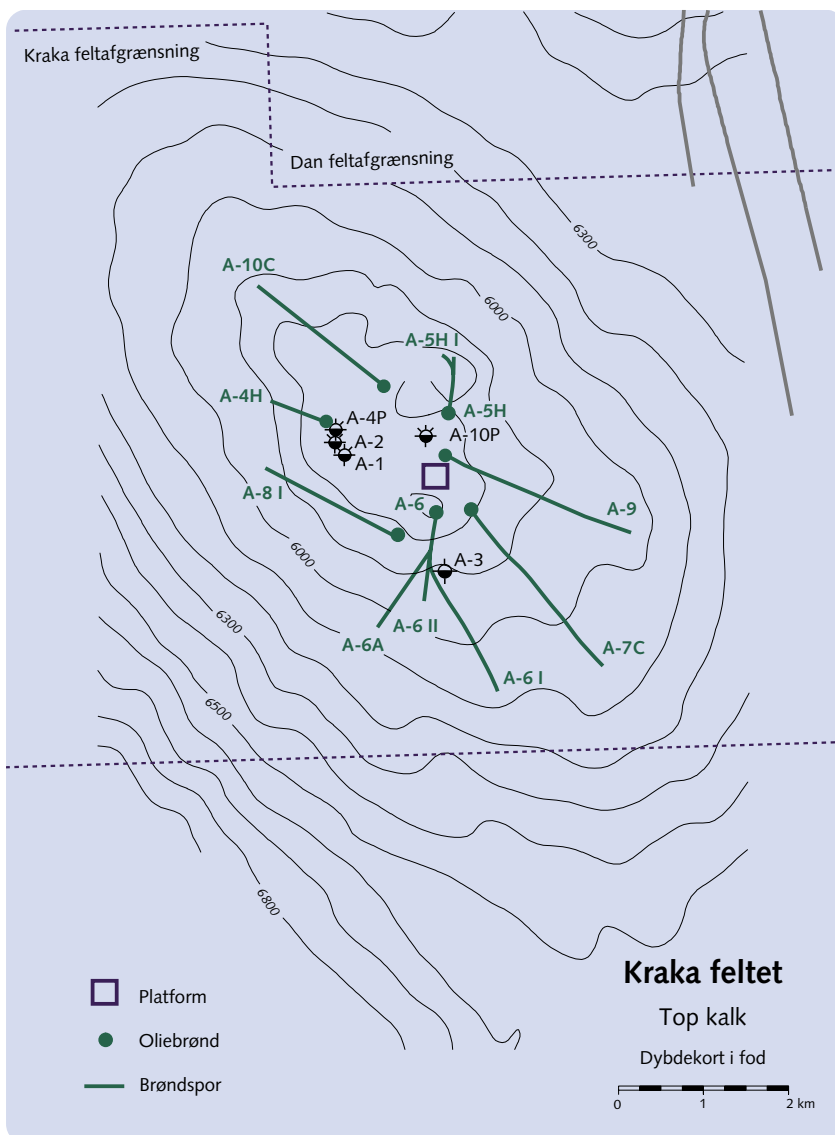 Kraka feltafgrænsning
Dan feltafgrænsning
6300
A-10C
6000
A-5H I
A-4H
A-4P
A-5H
A-2
A-10P
A-1
A-8 I
A-6
A-9
6000
A-3
6300
A-6 II
A-6A
A-7C
A-6 I
6500
6800
Kraka feltet
Top kalk
Dybdekort i fod
0 1 2 km
Platform
Oliebrønd
Brøndspor